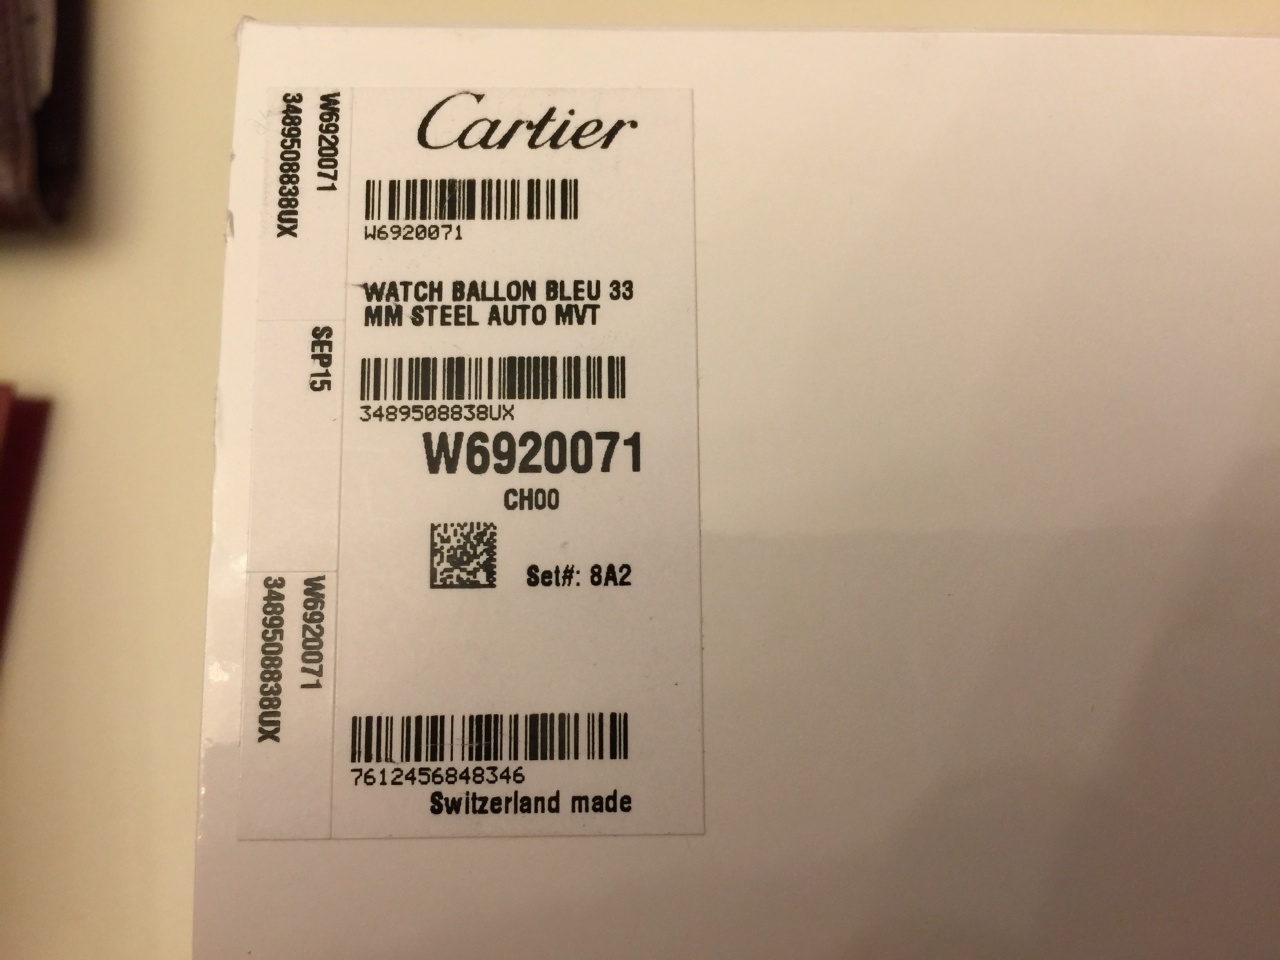 Cartier
W6920071
WATCH BALLON BLEU 33
MM STEEL AUTO MVT
3489508838UX
W6920071
CH00
Set#: 8A2
7612456848346
Switzerland made
W6920071
3489508838UX
SEP15
W6920071
3489508838UX